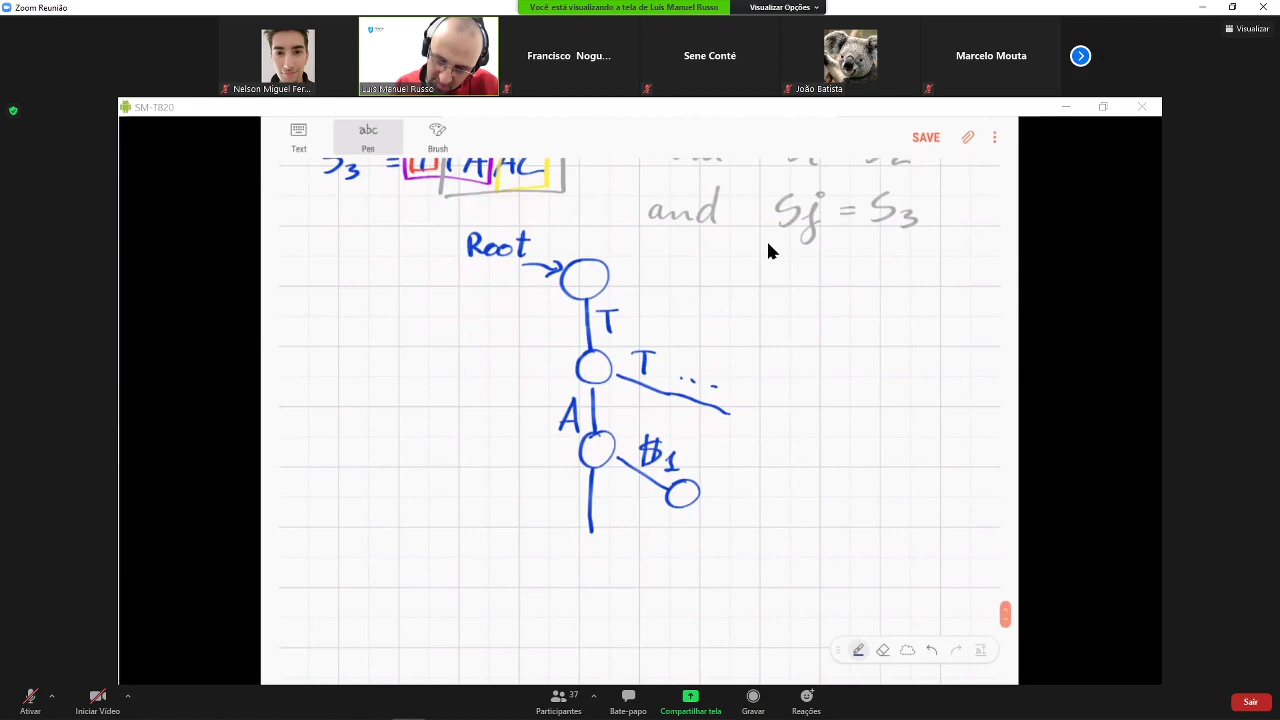 Zoom Reunião
Você está visualizando a tela de Luís Manuel Russo
Visualizar Opções
Visualizar
Nelson Miguel Fer...
Luís Manuel Russo
Francisco Nogu...
Sene Conté
João Batista
Marcelo Mouta
SM-T820
Text
abc
Pen
Brush
SAVE
S3 =
and Sj = S3
Root
T
T ...
A
$1
Ativar
Iniciar Vídeo
37
Participantes
Bate-papo
Compartilhar tela
Gravar
Reações
Sair